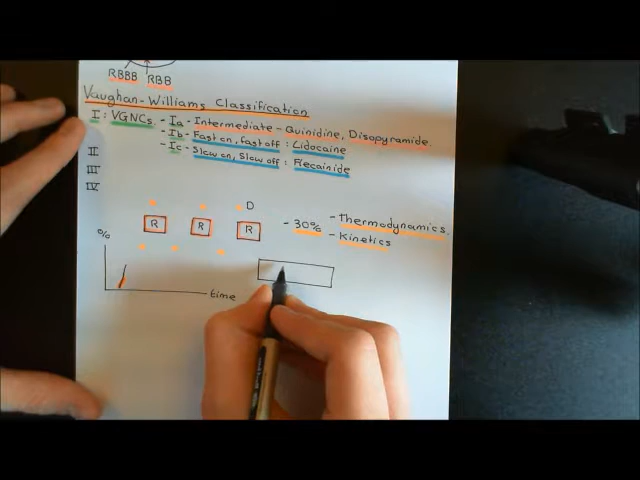 RBBB RBB
Vaughan-Williams Classification
I : VGNCs - Ia - Intermediate - Quinidine, Disopyramide.
- Ib - Fast on, fast off : Lidocaine
- Ic - Slow on, Slow off : Flecainide
II
III
IV
D
R R R
- 30% - Thermodynamics.
- Kinetics
%
time